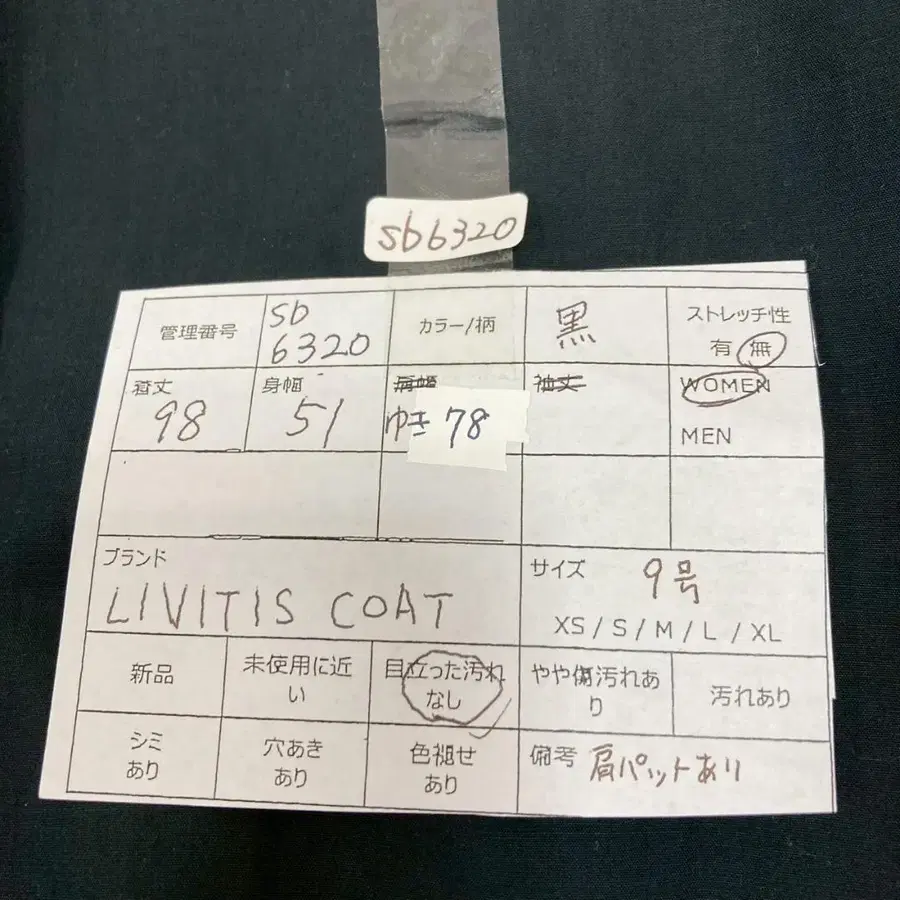 sb6320
管理番号
sb
6320
カラー/柄
黒
ストレッチ性
有 無
着丈
98
身幅
51
肩幅
ゆき 78
袖丈
WOMEN
MEN
ブランド
LIVITIS COAT
サイズ 9号
XS / S / M / L / XL
新品
未使用に近
い
目立った汚れ
なし
やや傷汚れあ
り
汚れあり
シミ
あり
穴あき
あり
色褪せ
あり
備考 肩パットあり